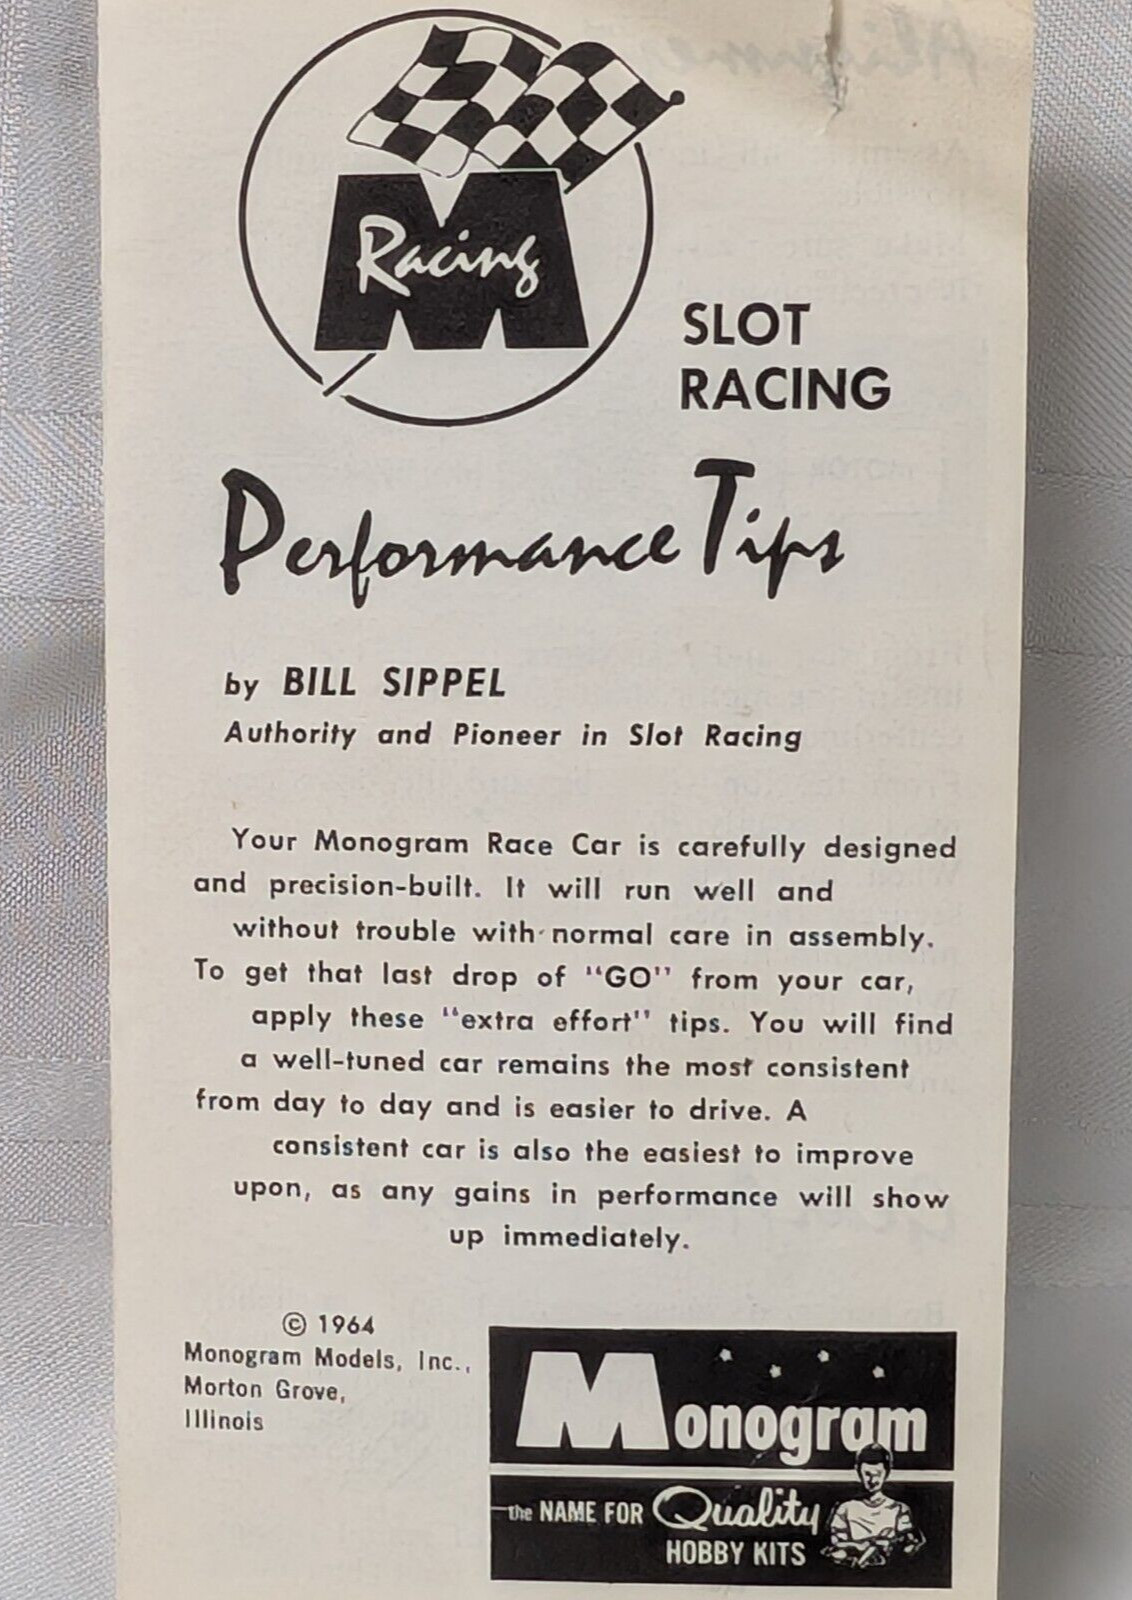 Racing
SLOT
RACING
Performance Tips
by BILL SIPPEL
Authority and Pioneer in Slot Racing
Your Monogram Race Car is carefully designed
and precision-built. It will run well and
without trouble with normal care in assembly.
To get that last drop of "GO" from your car,
apply these "extra effort" tips. You will find
a well-tuned car remains the most consistent
from day to day and is easier to drive. A
consistent car is also the easiest to improve
upon, as any gains in performance will show
up immediately.
© 1964
Monogram Models, Inc.,
Morton Grove,
Illinois
Monogram
the NAME FOR Quality
HOBBY KITS